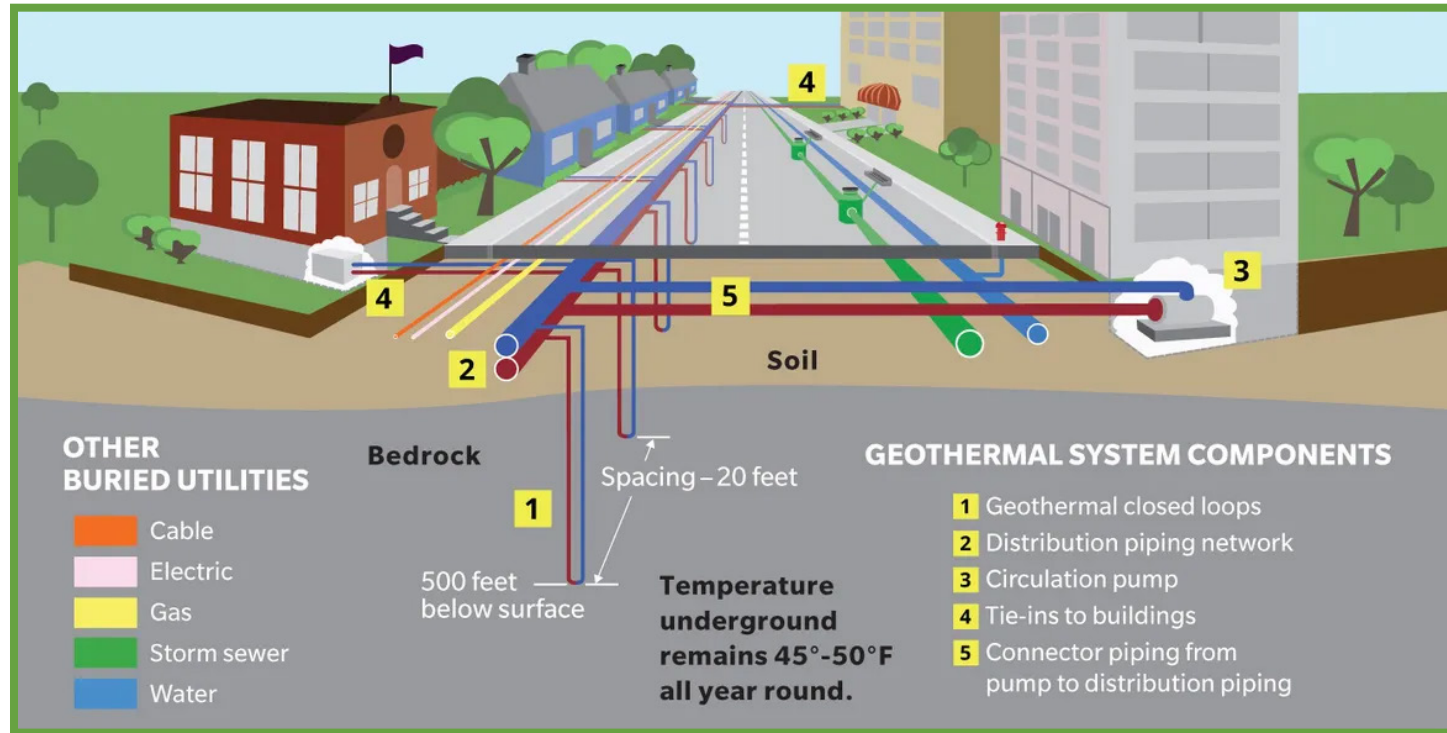 4
3
4
5
2
Soil
OTHER
BURIED UTILITIES
Cable
Electric
Gas
Storm sewer
Water
Bedrock
Spacing – 20 feet
1
500 feet
below surface
Temperature
underground
remains 45°-50°F
all year round.
GEOTHERMAL SYSTEM COMPONENTS
1 Geothermal closed loops
2 Distribution piping network
3 Circulation pump
4 Tie-ins to buildings
5 Connector piping from
pump to distribution piping